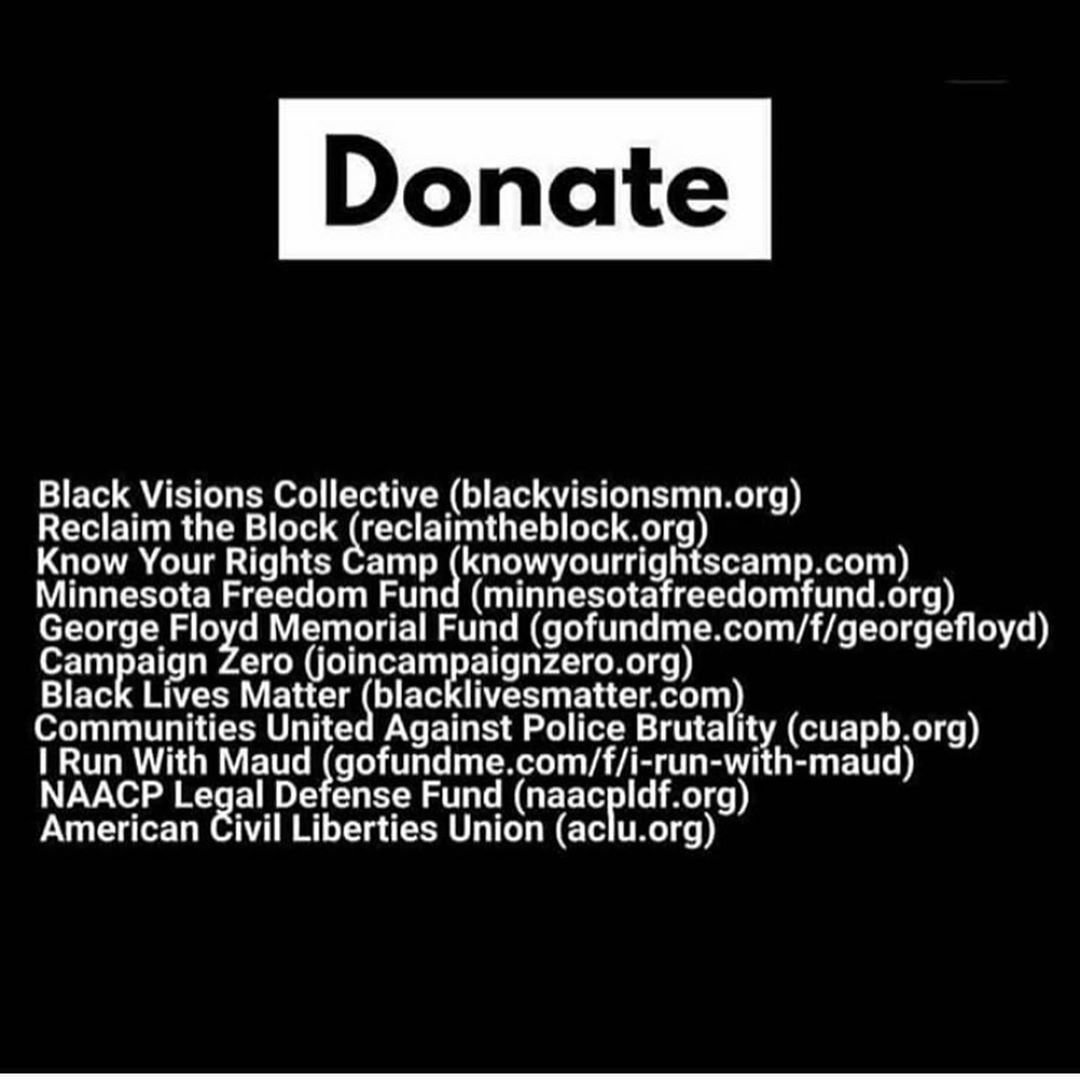 Donate
Black Visions Collective (blackvisionsmn.org)
Reclaim the Block (reclaimtheblock.org)
Know Your Rights Camp (knowyourrightscamp.com)
Minnesota Freedom Fund (minnesotafreedomfund.org)
George Floyd Memorial Fund (gofundme.com/f/georgefloyd)
Campaign Zero (joincampaignzero.org)
Black Lives Matter (blacklivesmatter.com)
Communities United Against Police Brutality (cuapb.org)
I Run With Maud (gofundme.com/f/i-run-with-maud)
NAACP Legal Defense Fund (naacpldf.org)
American Civil Liberties Union (aclu.org)